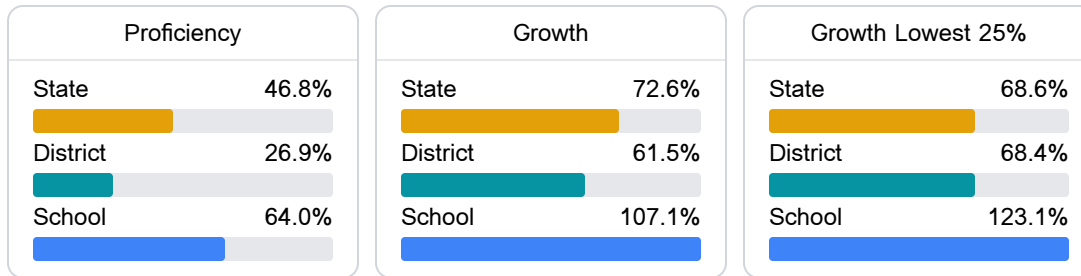 Proficiency
State 46.8%
District 26.9%
School 64.0%
Growth
State 72.6%
District 61.5%
School 107.1%
Growth Lowest 25%
State 68.6%
District 68.4%
School 123.1%